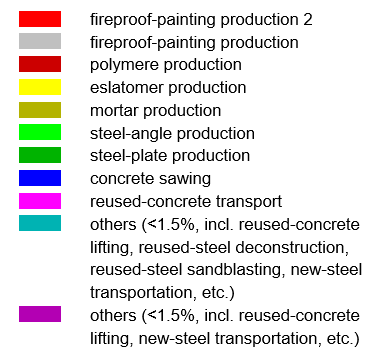 fireproof-painting production 2
fireproof-painting production
polymere production
eslatomer production
mortar production
steel-angle production
steel-plate production
concrete sawing
reused-concrete transport
others (<1.5%, incl. reused-concrete
lifting, reused-steel deconstruction,
reused-steel sandblasting, new-steel
transportation, etc.)
others (<1.5%, incl. reused-concrete
lifting, new-steel transportation, etc.)